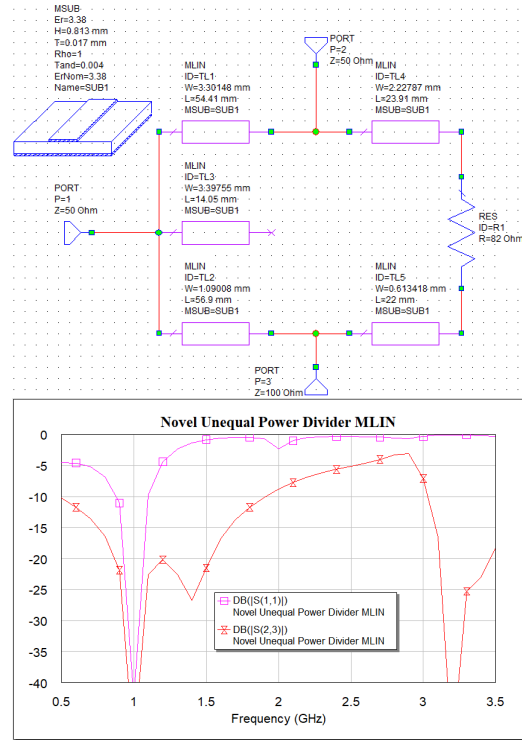 MSUB
Er=3.38
H=0.813 mm
T=0.017 mm
Rho=1
Tand=0.004
ErNom=3.38
Name=SUB1
MLIN
ID=TL1
W=3.30148 mm
L=54.41 mm
MSUB=SUB1
PORT
P=2
Z=50 Ohm
MLIN
ID=TL4
W=2.22787 mm
L=23.91 mm
MSUB=SUB1
PORT
P=1
Z=50 Ohm
MLIN
ID=TL3
W=3.39755 mm
L=14.05 mm
MSUB=SUB1
RES
ID=R1
R=82 Ohm
MLIN
ID=TL2
W=1.09008 mm
L=56.9 mm
MSUB=SUB1
MLIN
ID=TL5
W=0.613418 mm
L=22 mm
MSUB=SUB1
PORT
P=3
Z=100 Ohm
Novel Unequal Power Divider MLIN
0
-5
-10
-15
-20
-25
-30
-35
-40
DB(|S(1,1)|)
Novel Unequal Power Divider MLIN
DB(|S(2,3)|)
Novel Unequal Power Divider MLIN
0.5 1 1.5 2 2.5 3 3.5
Frequency (GHz)